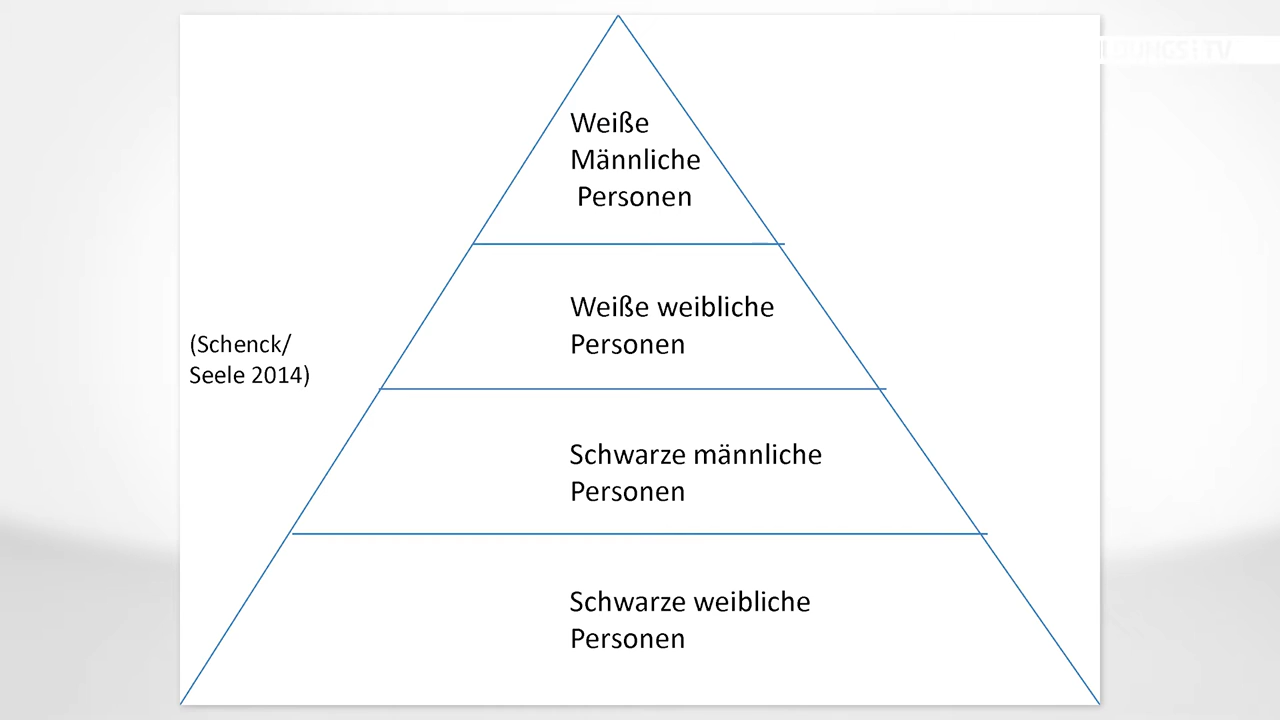 Weiße
Männliche
Personen
Weiße weibliche
Personen
(Schenck/
Seele 2014)
Schwarze männliche
Personen
Schwarze weibliche
Personen